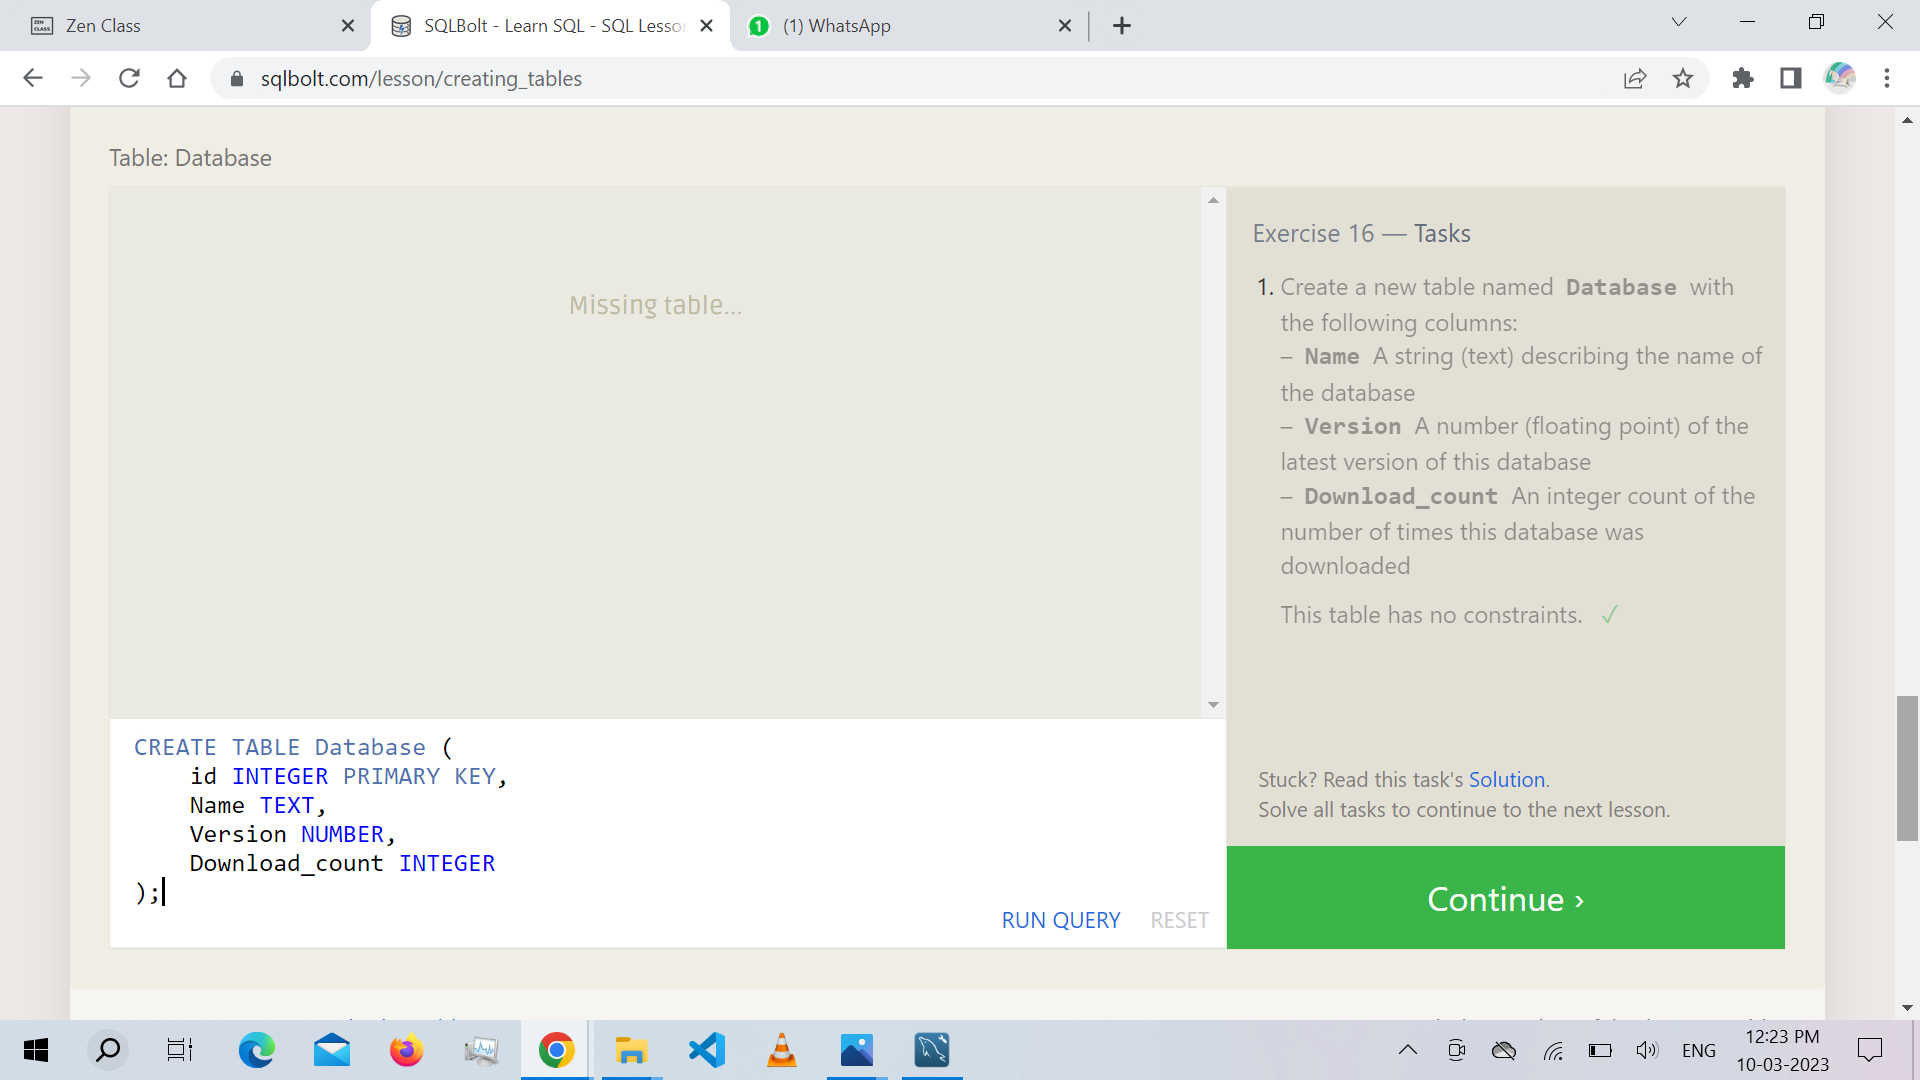 ZEN CLASS
Zen Class
SQLBolt - Learn SQL - SQL Lesso
1
(1) WhatsApp
sqlbolt.com/lesson/creating_tables
Table: Database
Missing table...
Exercise 16 — Tasks
1. Create a new table named Database with
the following columns:
– Name A string (text) describing the name of
the database
– Version A number (floating point) of the
latest version of this database
– Download_count An integer count of the
number of times this database was
downloaded
This table has no constraints. ✓
Stuck? Read this task's Solution.
Solve all tasks to continue to the next lesson.
Continue ›
CREATE TABLE Database (
id INTEGER PRIMARY KEY,
Name TEXT,
Version NUMBER,
Download_count INTEGER
);
RUN QUERY RESET
ENG
12:23 PM
10-03-2023